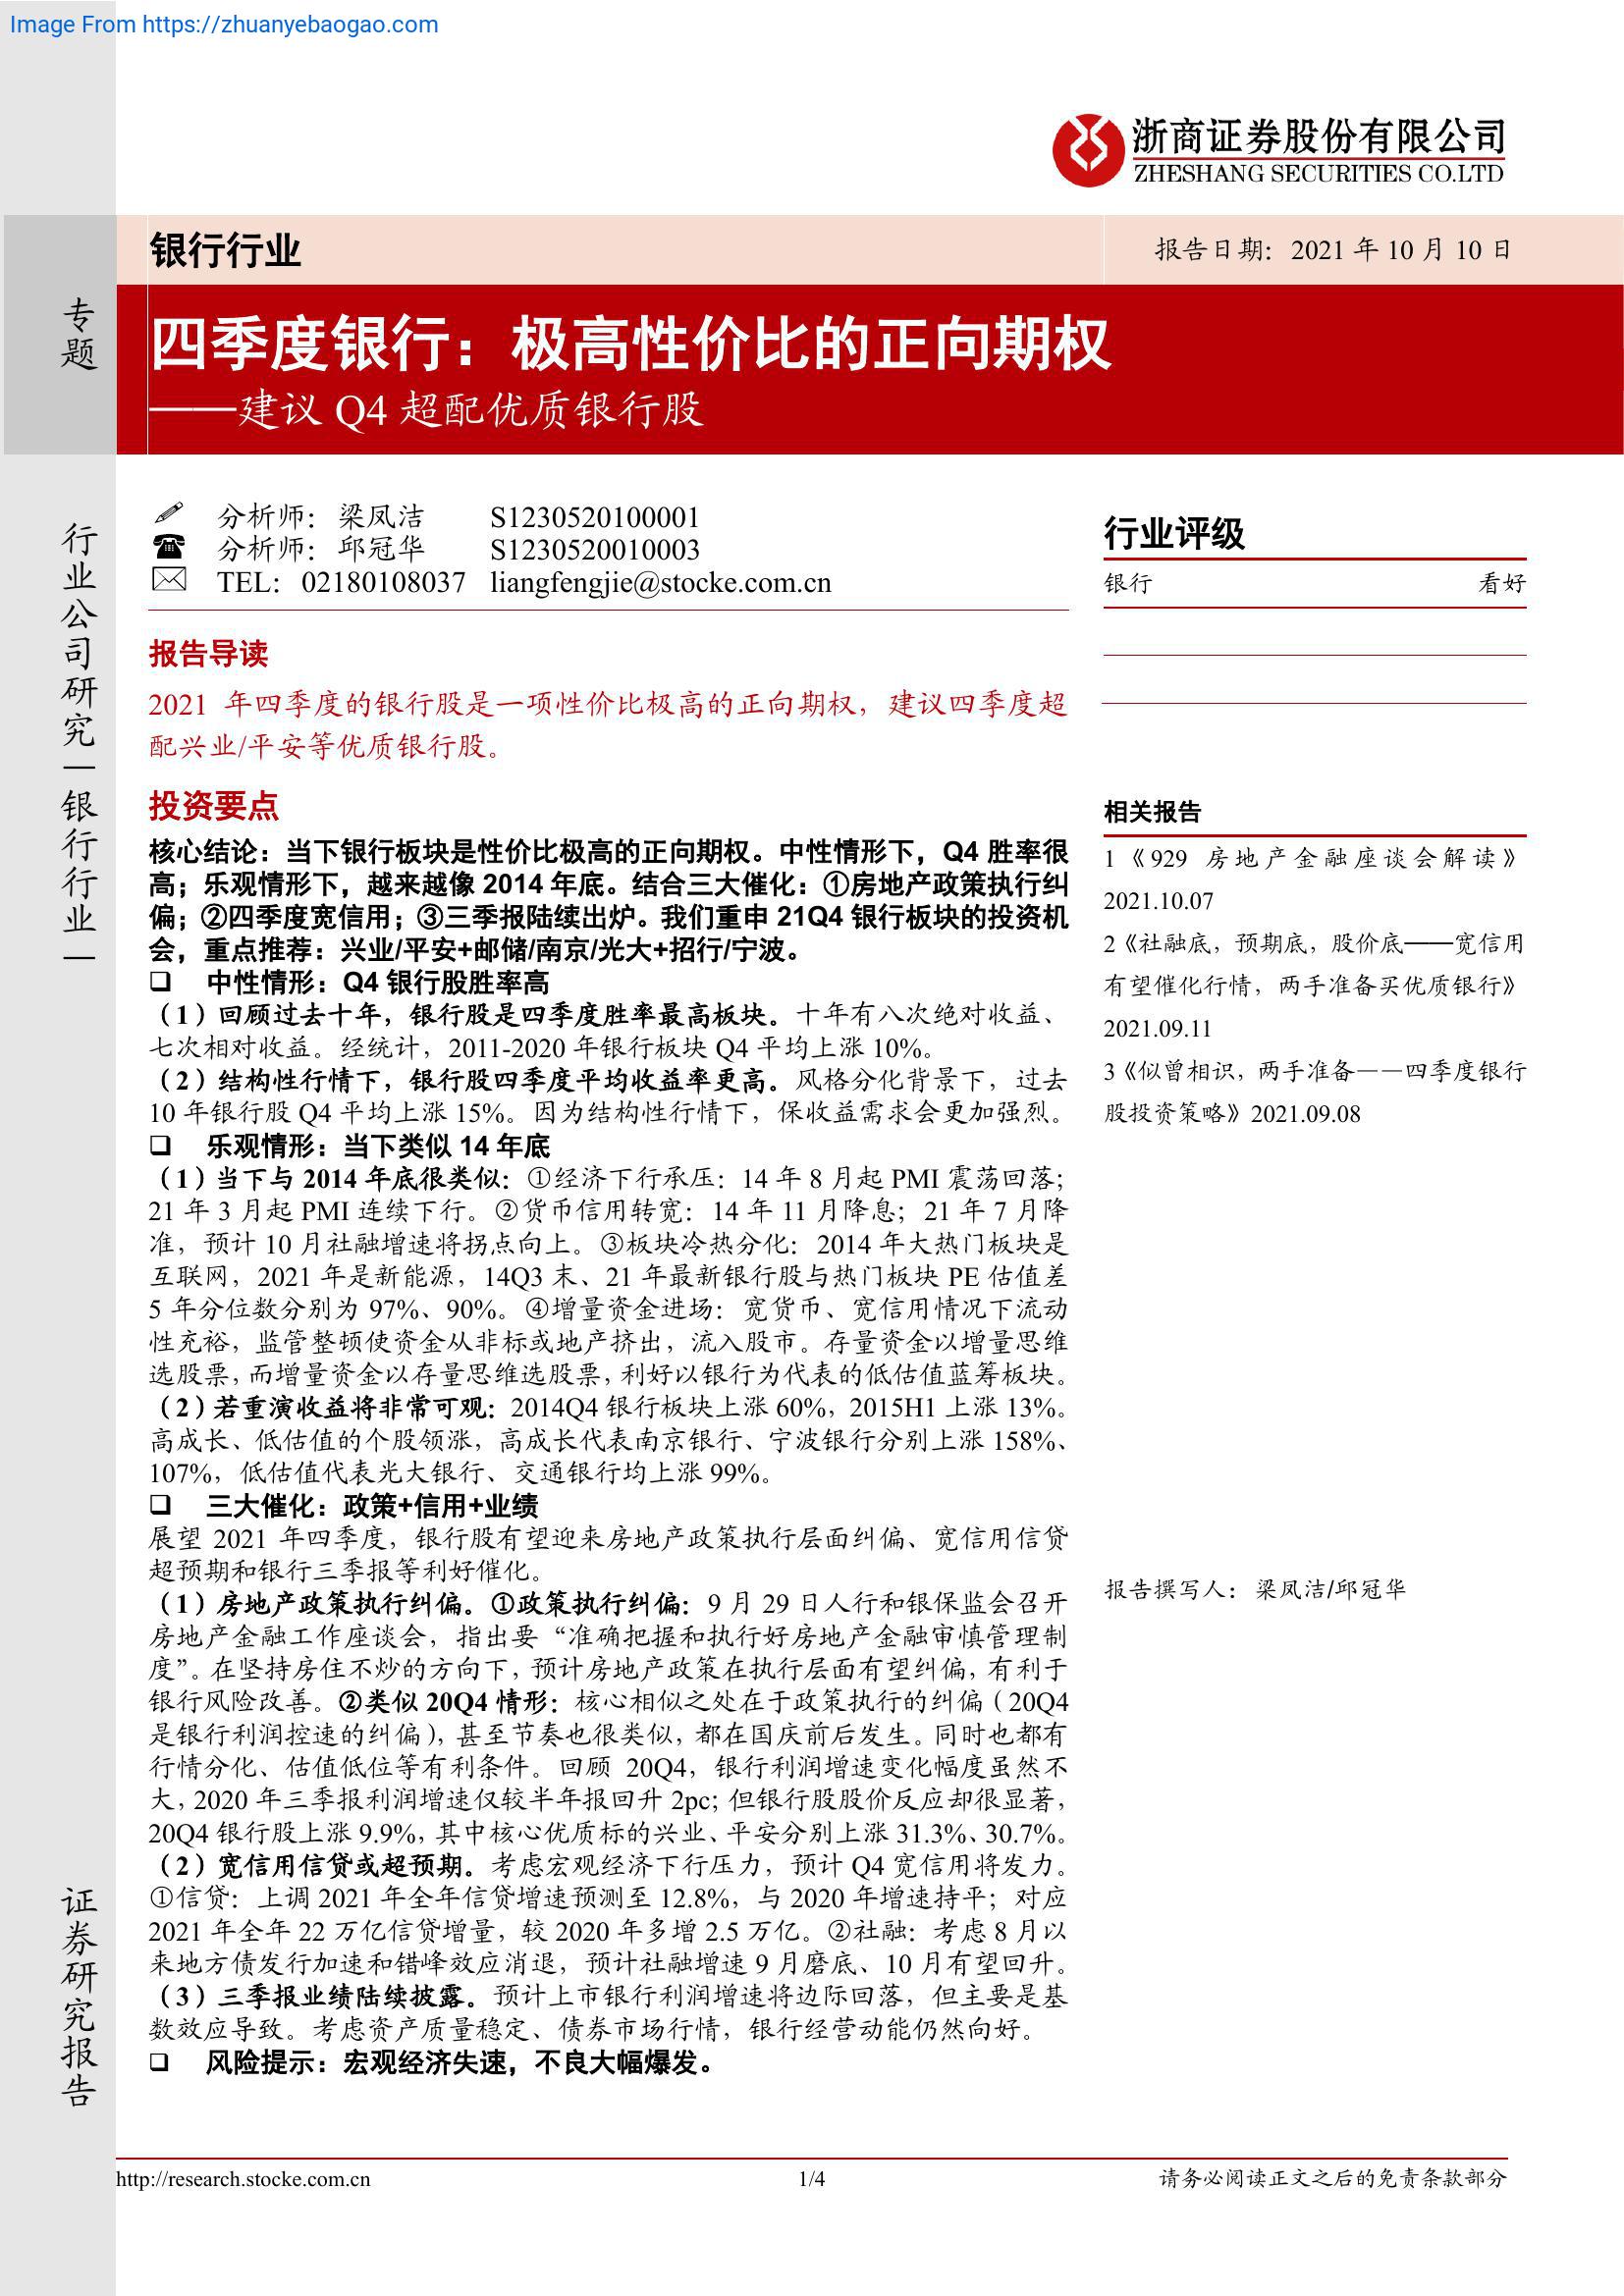 Image From https://zhuanyebaogao.com
浙商证券股份有限公司
ZHESHANG SECURITIES CO.LTD
专题
行业公司研究|银行行业|
证券研究报告
银行行业
报告日期：2021 年 10 月 10 日
四季度银行：极高性价比的正向期权
——建议 Q4 超配优质银行股
分析师：梁凤洁 S1230520100001
分析师：邱冠华 S1230520010003
TEL：02180108037 liangfengjie@stocke.com.cn
报告导读
2021 年四季度的银行股是一项性价比极高的正向期权，建议四季度超
配兴业/平安等优质银行股。
投资要点
核心结论：当下银行板块是性价比极高的正向期权。中性情形下，Q4 胜率很
高；乐观情形下，越来越像 2014 年底。结合三大催化：①房地产政策执行纠
偏；②四季度宽信用；③三季报陆续出炉。我们重申 21Q4 银行板块的投资机
会，重点推荐：兴业/平安+邮储/南京/光大+招行/宁波。
❑ 中性情形：Q4 银行股胜率高
（1）回顾过去十年，银行股是四季度胜率最高板块。十年有八次绝对收益、
七次相对收益。经统计，2011-2020 年银行板块 Q4 平均上涨 10%。
（2）结构性行情下，银行股四季度平均收益率更高。风格分化背景下，过去
10 年银行股 Q4 平均上涨 15%。因为结构性行情下，保收益需求会更加强烈。
❑ 乐观情形：当下类似 14 年底
（1）当下与 2014 年底很类似：①经济下行承压：14 年 8 月起 PMI 震荡回落；
21 年 3 月起 PMI 连续下行。②货币信用转宽：14 年 11 月降息；21 年 7 月降
准，预计 10 月社融增速将拐点向上。③板块冷热分化：2014 年大热门板块是
互联网，2021 年是新能源，14Q3 末、21 年最新银行股与热门板块 PE 估值差
5 年分位数分别为 97%、90%。④增量资金进场：宽货币、宽信用情况下流动
性充裕，监管整顿使资金从非标或地产挤出，流入股市。存量资金以增量思维
选股票，而增量资金以存量思维选股票，利好以银行为代表的低估值蓝筹板块。
（2）若重演收益将非常可观：2014Q4 银行板块上涨 60%，2015H1 上涨 13%。
高成长、低估值的个股领涨，高成长代表南京银行、宁波银行分别上涨 158%、
107%，低估值代表光大银行、交通银行均上涨 99%。
❑ 三大催化：政策+信用+业绩
展望 2021 年四季度，银行股有望迎来房地产政策执行层面纠偏、宽信用信贷
超预期和银行三季报等利好催化。
（1）房地产政策执行纠偏。①政策执行纠偏：9 月 29 日人行和银保监会召开
房地产金融工作座谈会，指出要“准确把握和执行好房地产金融审慎管理制
度”。在坚持房住不炒的方向下，预计房地产政策在执行层面有望纠偏，有利于
银行风险改善。②类似 20Q4 情形：核心相似之处在于政策执行的纠偏（20Q4
是银行利润控速的纠偏），甚至节奏也很类似，都在国庆前后发生。同时也都有
行情分化、估值低位等有利条件。回顾 20Q4，银行利润增速变化幅度虽然不
大，2020 年三季报利润增速仅较半年报回升 2pc；但银行股股价反应却很显著，
20Q4 银行股上涨 9.9%，其中核心优质标的兴业、平安分别上涨 31.3%、30.7%。
（2）宽信用信贷或超预期。考虑宏观经济下行压力，预计 Q4 宽信用将发力。
①信贷：上调 2021 年全年信贷增速预测至 12.8%，与 2020 年增速持平；对应
2021 年全年 22 万亿信贷增量，较 2020 年多增 2.5 万亿。②社融：考虑 8 月以
来地方债发行加速和错峰效应消退，预计社融增速 9 月磨底、10 月有望回升。
（3）三季报业绩陆续披露。预计上市银行利润增速将边际回落，但主要是基
数效应导致。考虑资产质量稳定、债券市场行情，银行经营动能仍然向好。
❑ 风险提示：宏观经济失速，不良大幅爆发。
行业评级
银行 看好
相关报告
1《929 房地产金融座谈会解读》
2021.10.07
2《社融底，预期底，股价底——宽信用
有望催化行情，两手准备买优质银行》
2021.09.11
3《似曾相识，两手准备——四季度银行
股投资策略》2021.09.08
报告撰写人：梁凤洁/邱冠华
http://research.stocke.com.cn
1/4
请务必阅读正文之后的免责条款部分